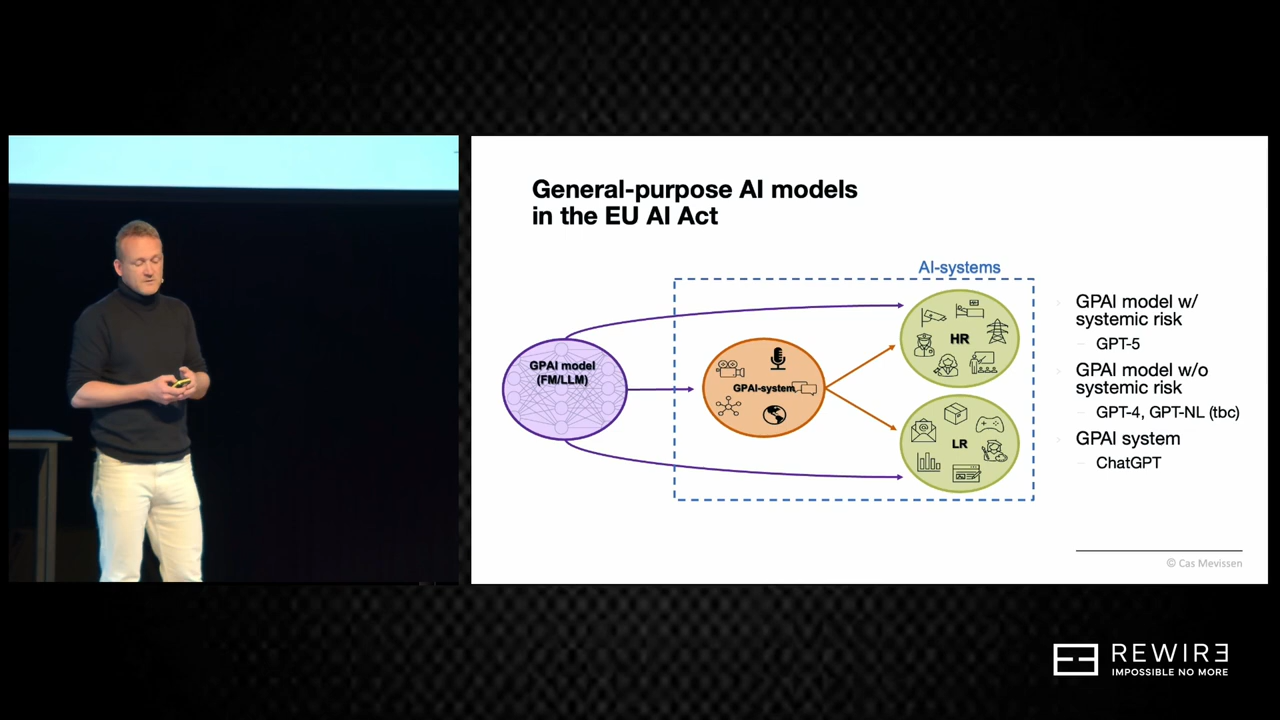 General-purpose AI models
in the EU AI Act
AI-systems
GPAI model
(FM/LLM)
GPAI-system
HR
LR
GPAI model w/
systemic risk
GPT-5
GPAI model w/o
systemic risk
GPT-4, GPT-NL (tbc)
GPAI system
ChatGPT
© Cas Mevissen
REWIRE
IMPOSSIBLE NO MORE